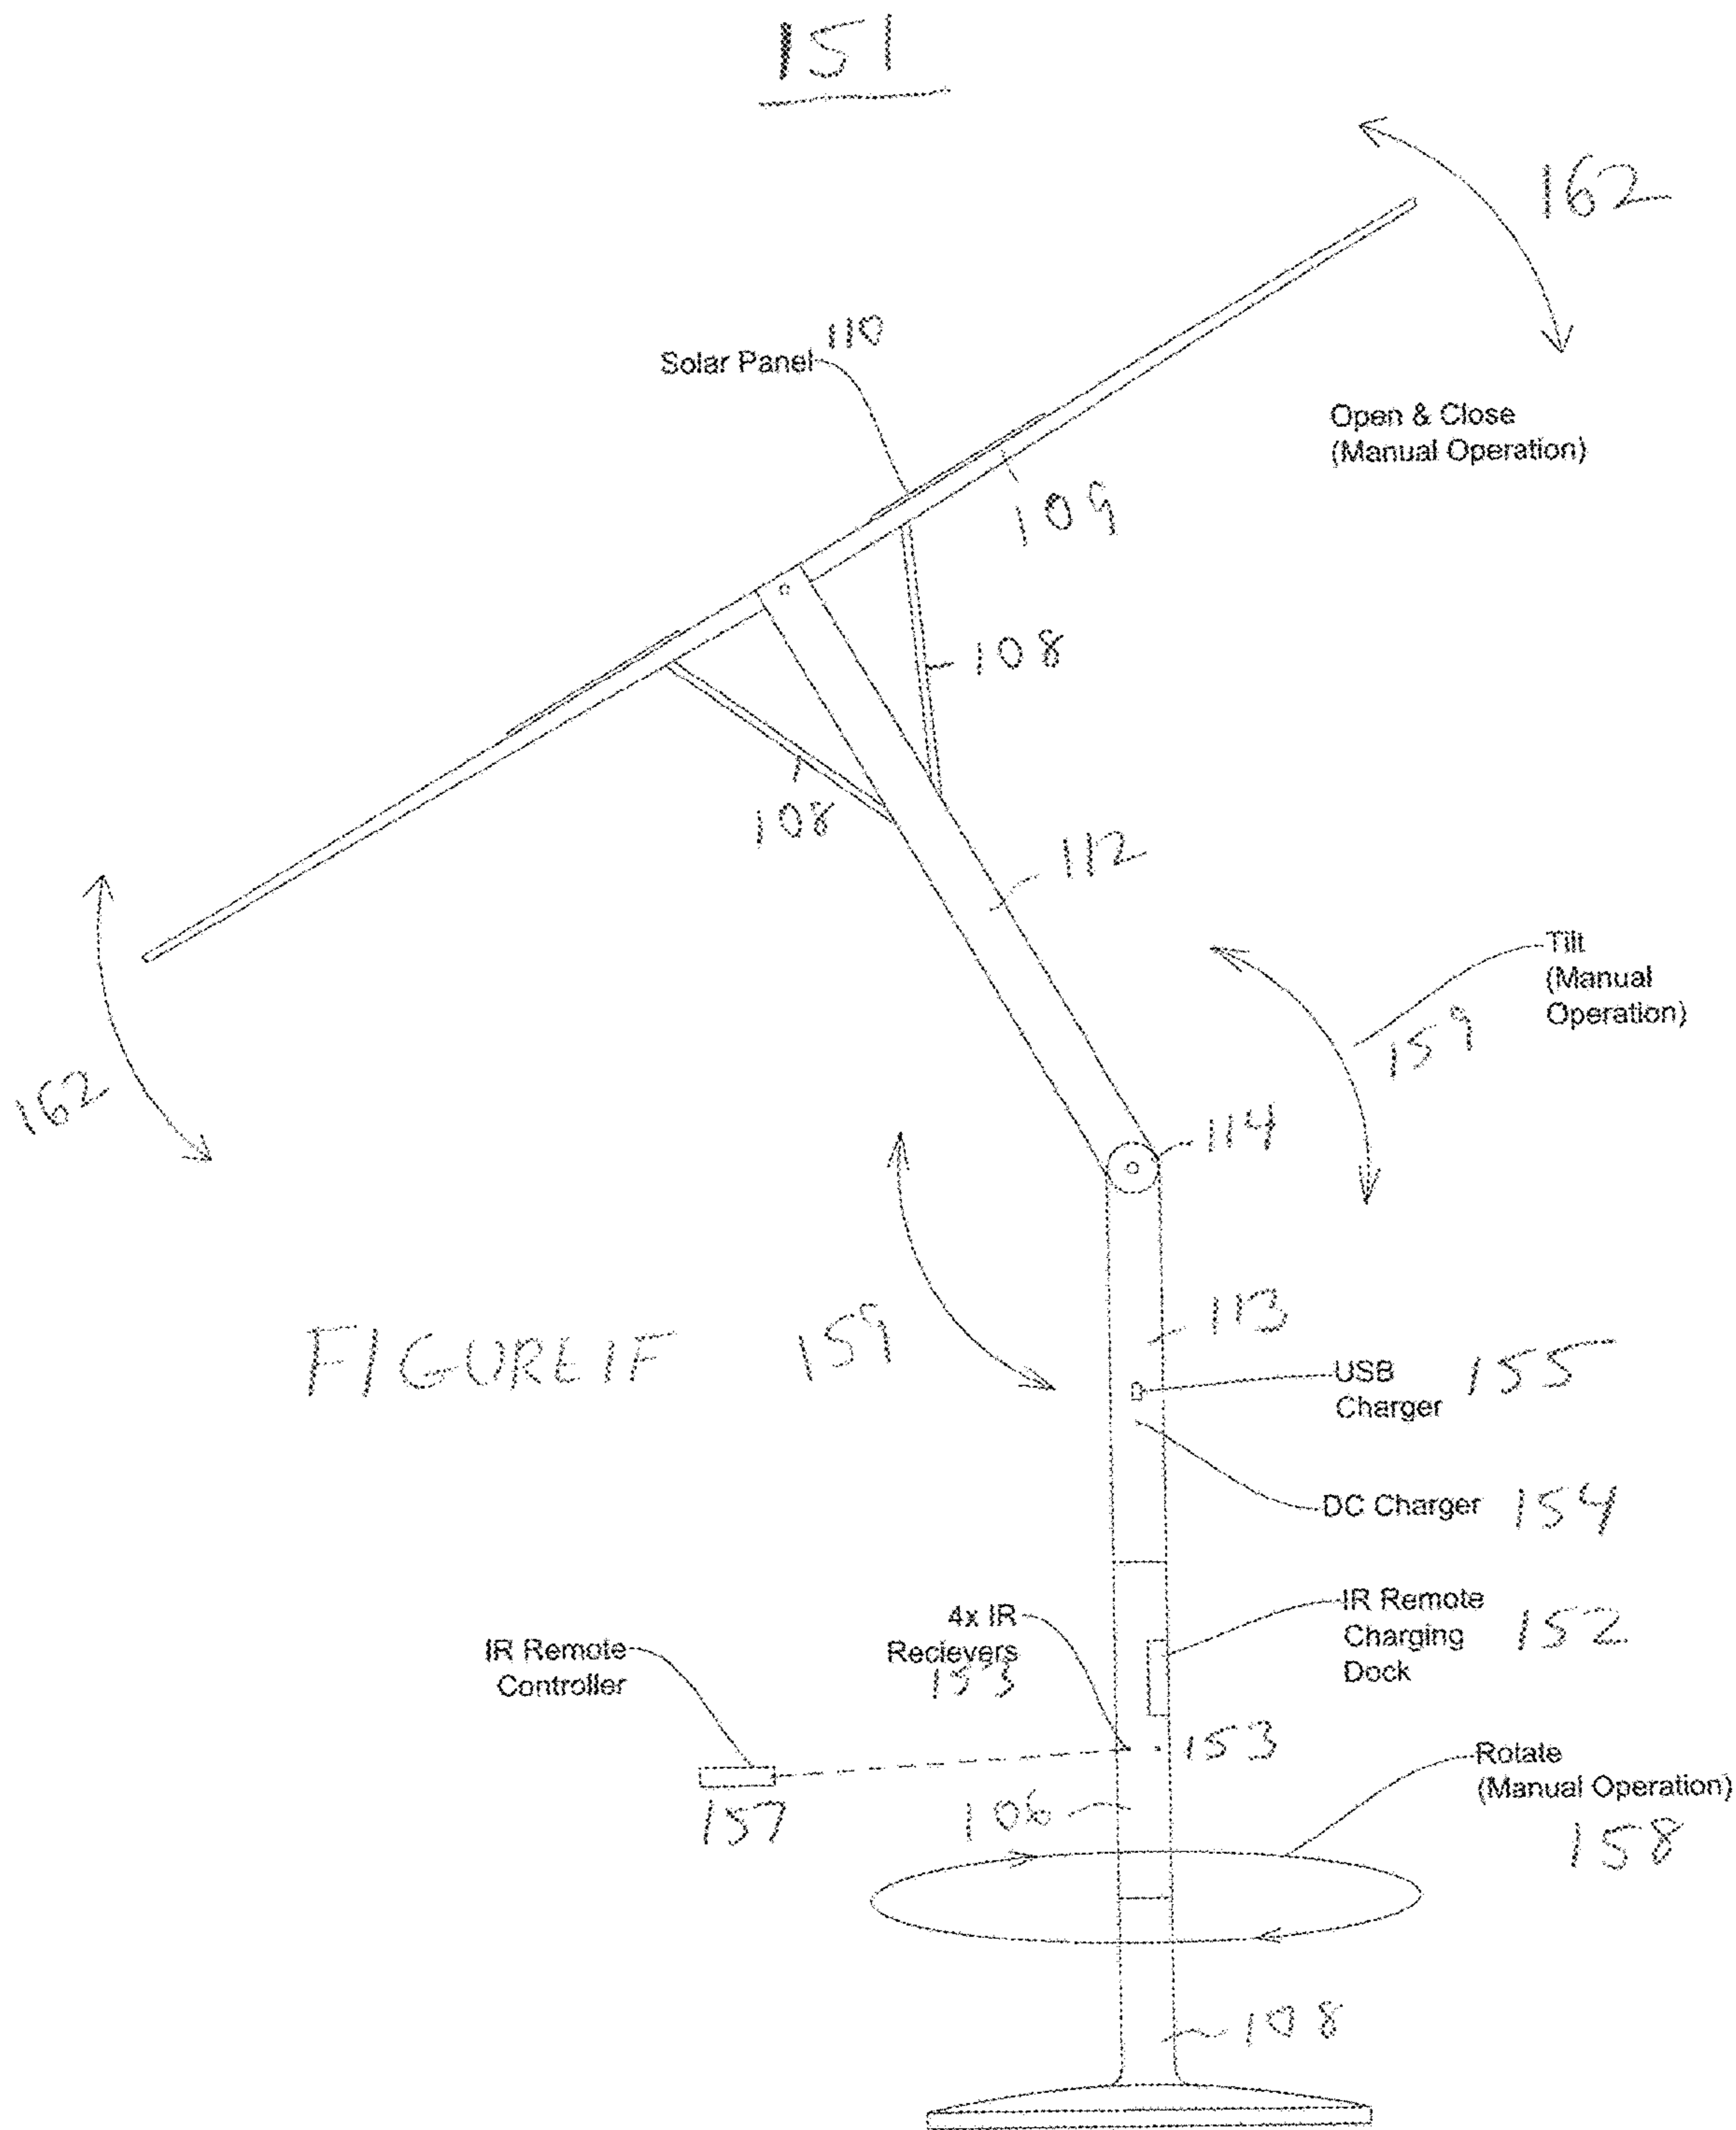 151
162
Solar Panel 110
Open & Close
(Manual Operation)
109
108
108
112
Tilt
(Manual
Operation)
159
162
114
113
FIGURE 1F
159
USB
Charger
155
DC Charger 154
4x IR
Recievers
153
IR Remote
Charging
Dock
152
IR Remote
Controller
153
157
106
Rotate
(Manual Operation)
158
108